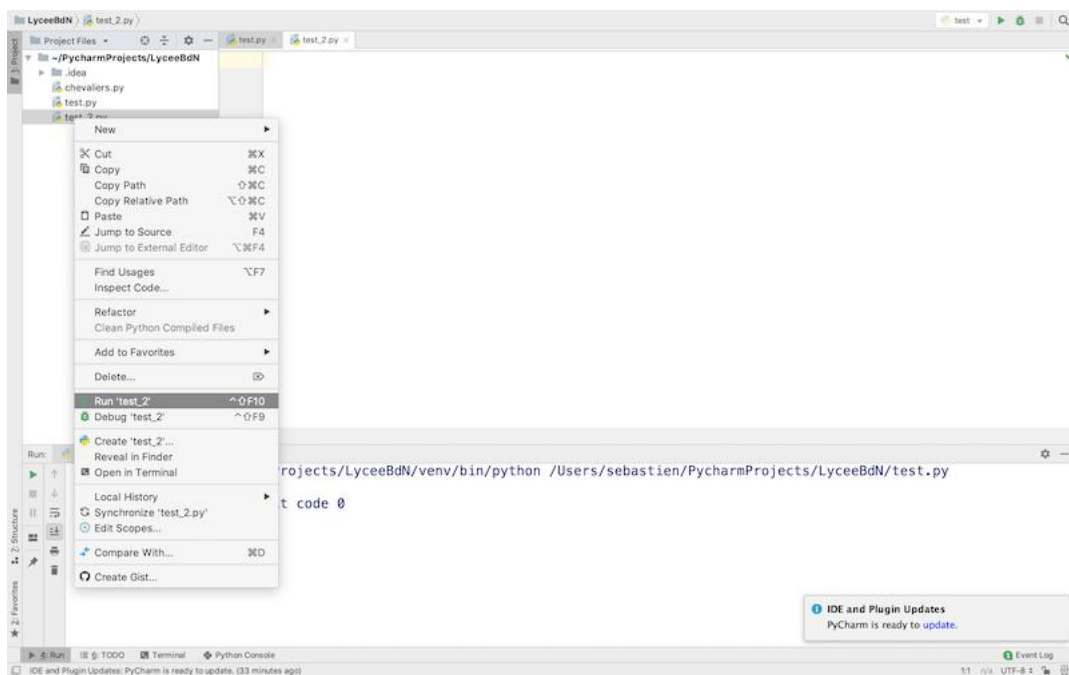 LyceeBdN test_2.py
test
Project Files
test.py test_2.py
1: Project
~/PycharmProjects/LyceeBdN
.idea
chevaliers.py
test.py
test_2.py
New
Cut ⌘X
Copy ⌘C
Copy Path ⇧⌘C
Copy Relative Path ⌥⇧⌘C
Paste ⌘V
Jump to Source F4
Jump to External Editor ⌥⌘F4
Find Usages ⌥F7
Inspect Code...
Refactor
Clean Python Compiled Files
Add to Favorites
Delete...
Run 'test_2' ^⇧F10
Debug 'test_2' ^⇧F9
Create 'test_2'...
Reveal in Finder
Open in Terminal
Local History
Synchronize 'test_2.py'
Edit Scopes...
Compare With... ⌘D
Create Gist...
Run:
rojects/LyceeBdN/venv/bin/python /Users/sebastien/PycharmProjects/LyceeBdN/test.py
t code 0
Z: Structure
2: Favorites
IDE and Plugin Updates
PyCharm is ready to update.
4: Run 6: TODO Terminal Python Console Event Log
IDE and Plugin Updates: PyCharm is ready to update. (33 minutes ago) 1:1 n/a UTF-8